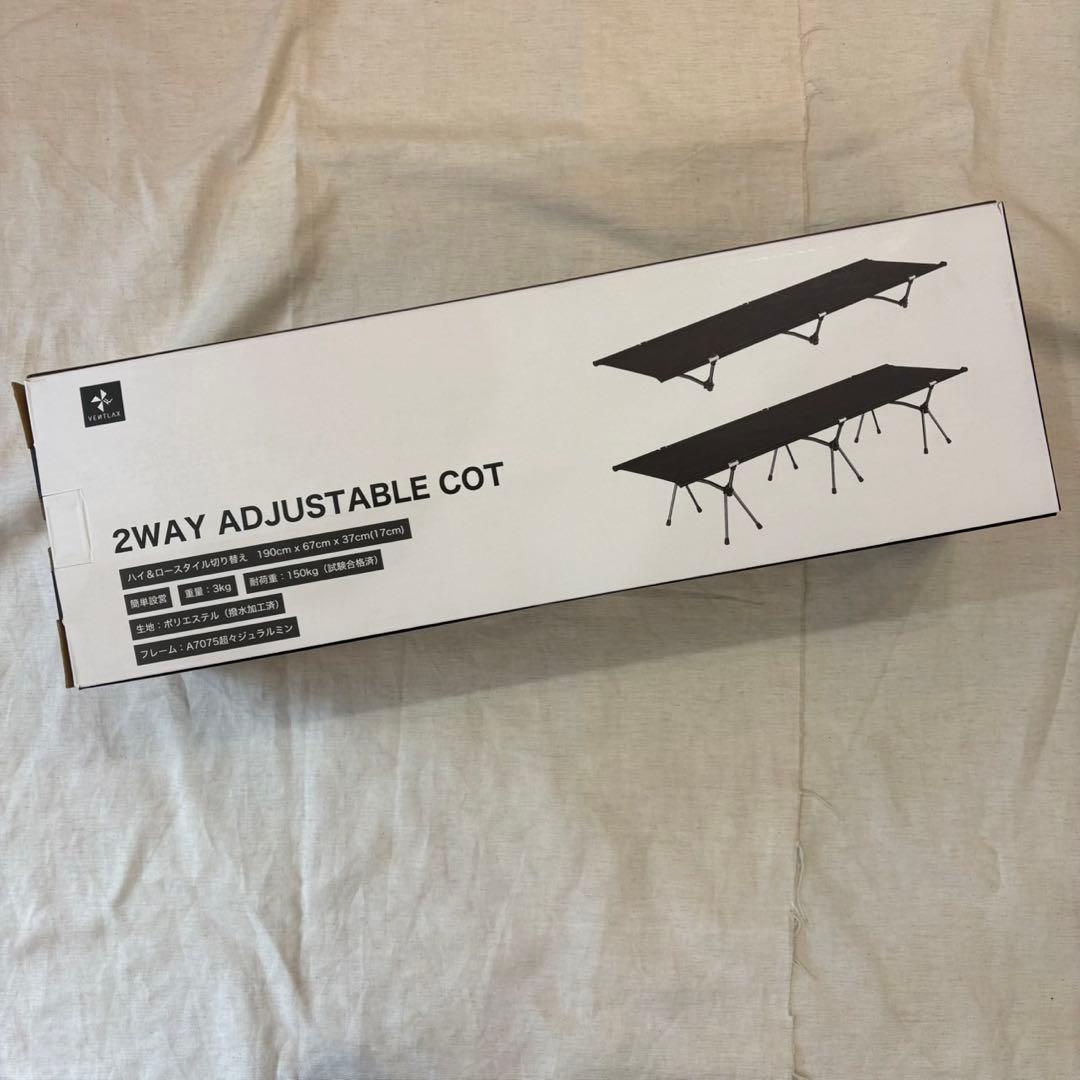 VENTLAX
2WAY ADJUSTABLE COT
ハイ&ロースタイル切り替え 190cm x 67cm x 37cm(17cm)
簡単設営 重量:3kg 耐荷重:150kg(試験合格済)
生地:ポリエステル(撥水加工済)
フレーム:A7075超々ジュラルミン